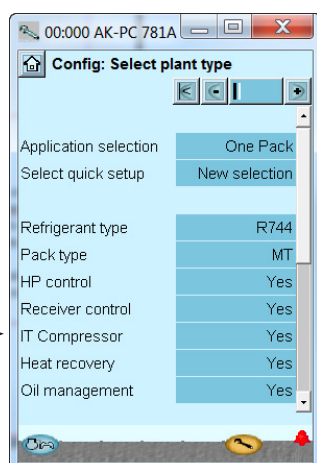 00:000 AK-PC 781A
Config: Select plant type
Application selection One Pack
Select quick setup New selection
Refrigerant type R744
Pack type MT
HP control Yes
Receiver control Yes
IT Compressor Yes
Heat recovery Yes
Oil management Yes